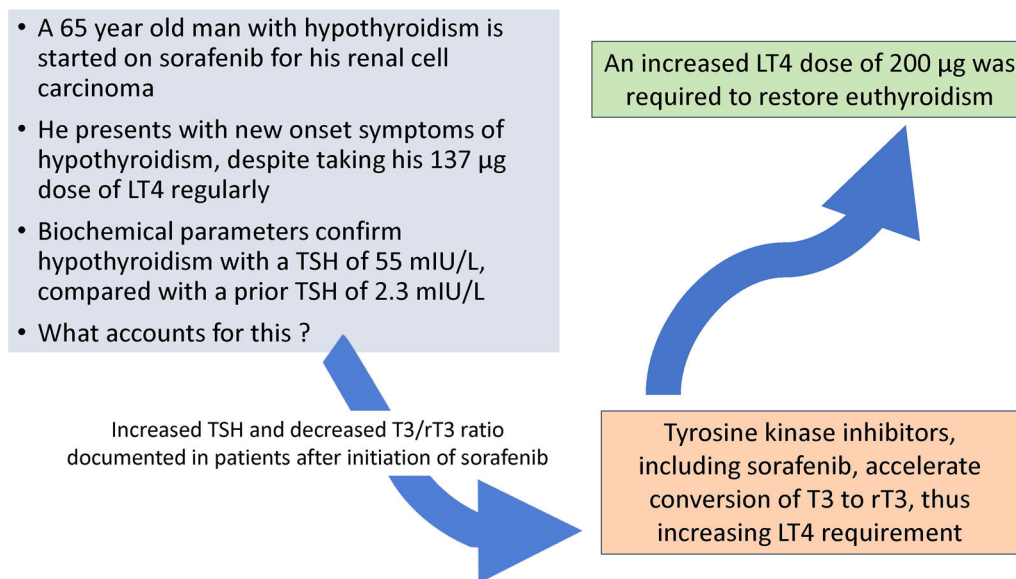 • A 65 year old man with hypothyroidism is
started on sorafenib for his renal cell
carcinoma
• He presents with new onset symptoms of
hypothyroidism, despite taking his 137 µg
dose of LT4 regularly
• Biochemical parameters confirm
hypothyroidism with a TSH of 55 mIU/L,
compared with a prior TSH of 2.3 mIU/L
• What accounts for this ?
Increased TSH and decreased T3/rT3 ratio
documented in patients after initiation of sorafenib
Tyrosine kinase inhibitors,
including sorafenib, accelerate
conversion of T3 to rT3, thus
increasing LT4 requirement
An increased LT4 dose of 200 µg was
required to restore euthyroidism